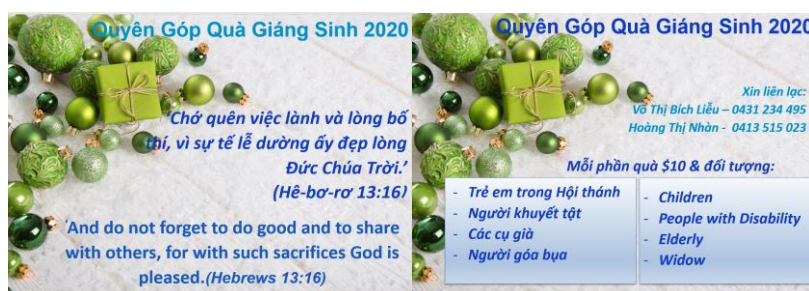 Quyên Góp Quà Giáng Sinh 2020
'Chớ quên việc lành và lòng bố
thí, vì sự tế lễ dường ấy đẹp lòng
Đức Chúa Trời.'
(Hê-bơ-rơ 13:16)
'And do not forget to do good and to share
with others, for with such sacrifices God is
pleased.(Hebrews 13:16)
Quyên Góp Quà Giáng Sinh 2020
Xin liên lạc:
Võ Thị Bích Liễu – 0431 234 495
Hoàng Thị Nhàn - 0413 515 023
Mỗi phần quà $10 & đối tượng:
- Trẻ em trong Hội thánh
- Người khuyết tật
- Các cụ già
- Người góa bụa
- Children
- People with Disability
- Elderly
- Widow